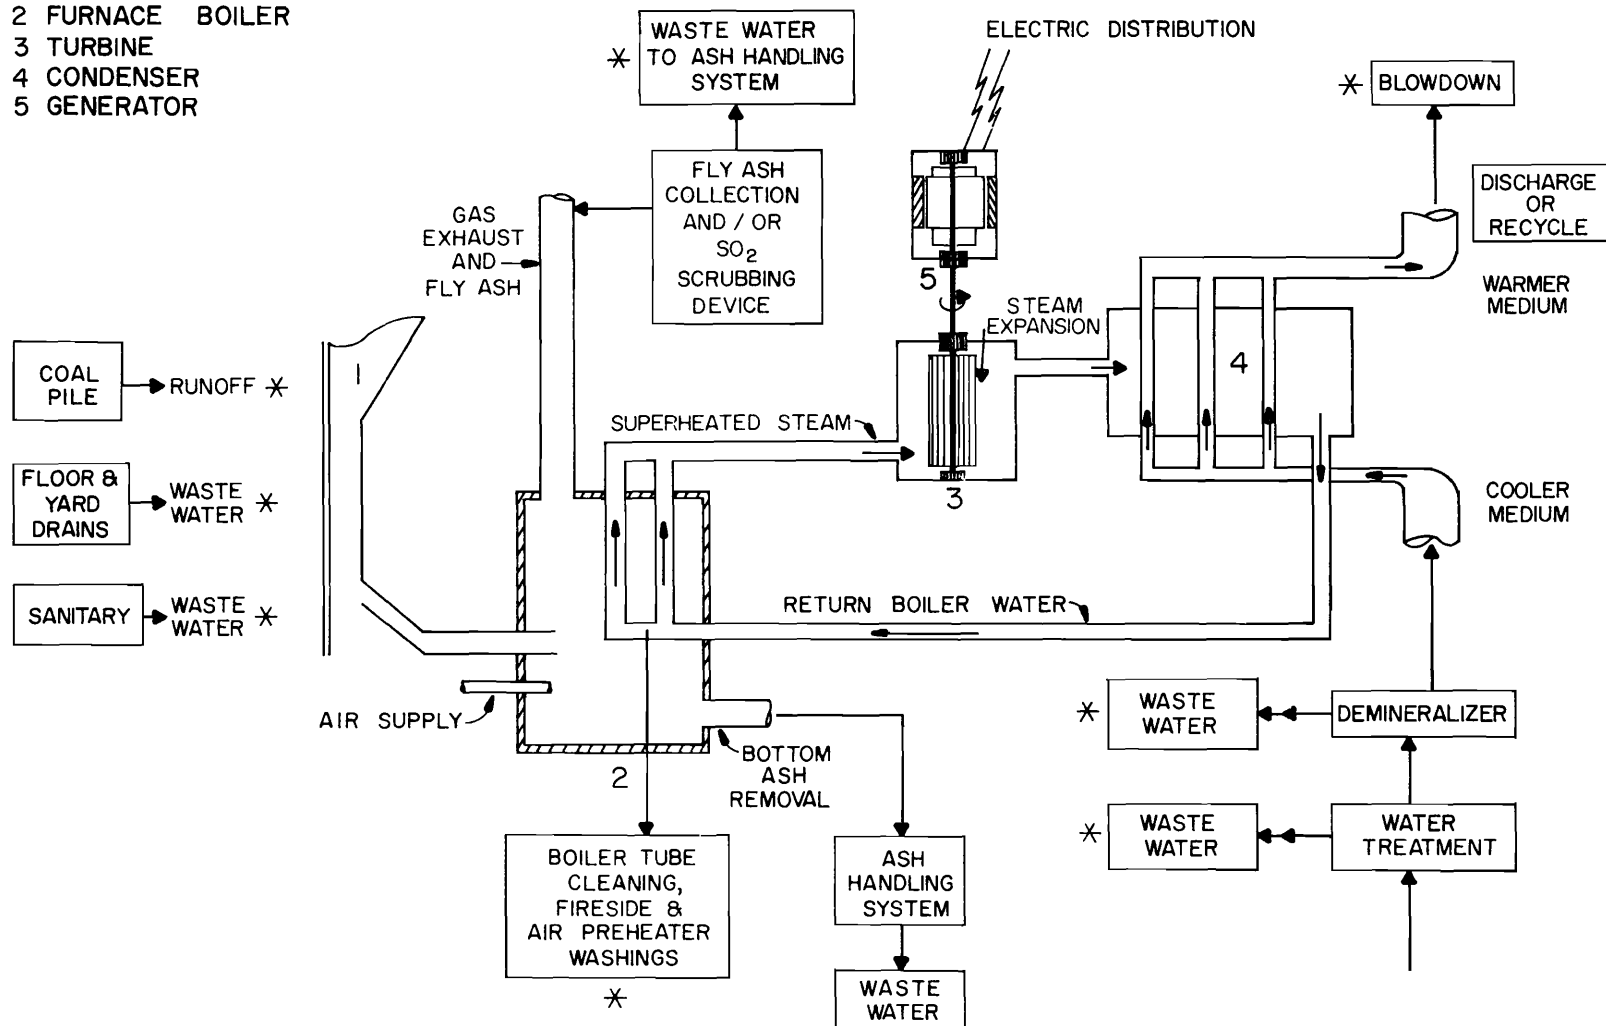 2 FURNACE BOILER
3 TURBINE
4 CONDENSER
5 GENERATOR
WASTE WATER
TO ASH HANDLING
SYSTEM
*
ELECTRIC DISTRIBUTION
* BLOWDOWN
FLY ASH
COLLECTION
AND / OR
SO2
SCRUBBING
DEVICE
GAS
EXHAUST
AND
FLY ASH
DISCHARGE
OR
RECYCLE
WARMER
MEDIUM
5
STEAM
EXPANSION
4
1
COAL
PILE
RUNOFF *
SUPERHEATED STEAM
3
FLOOR &
YARD
DRAINS
WASTE
WATER *
COOLER
MEDIUM
SANITARY
WASTE
WATER *
RETURN BOILER WATER
AIR SUPPLY
2
BOTTOM
ASH
REMOVAL
* WASTE
WATER
DEMINERALIZER
* WASTE
WATER
WATER
TREATMENT
BOILER TUBE
CLEANING,
FIRESIDE &
AIR PREHEATER
WASHINGS
*
ASH
HANDLING
SYSTEM
WASTE
WATER